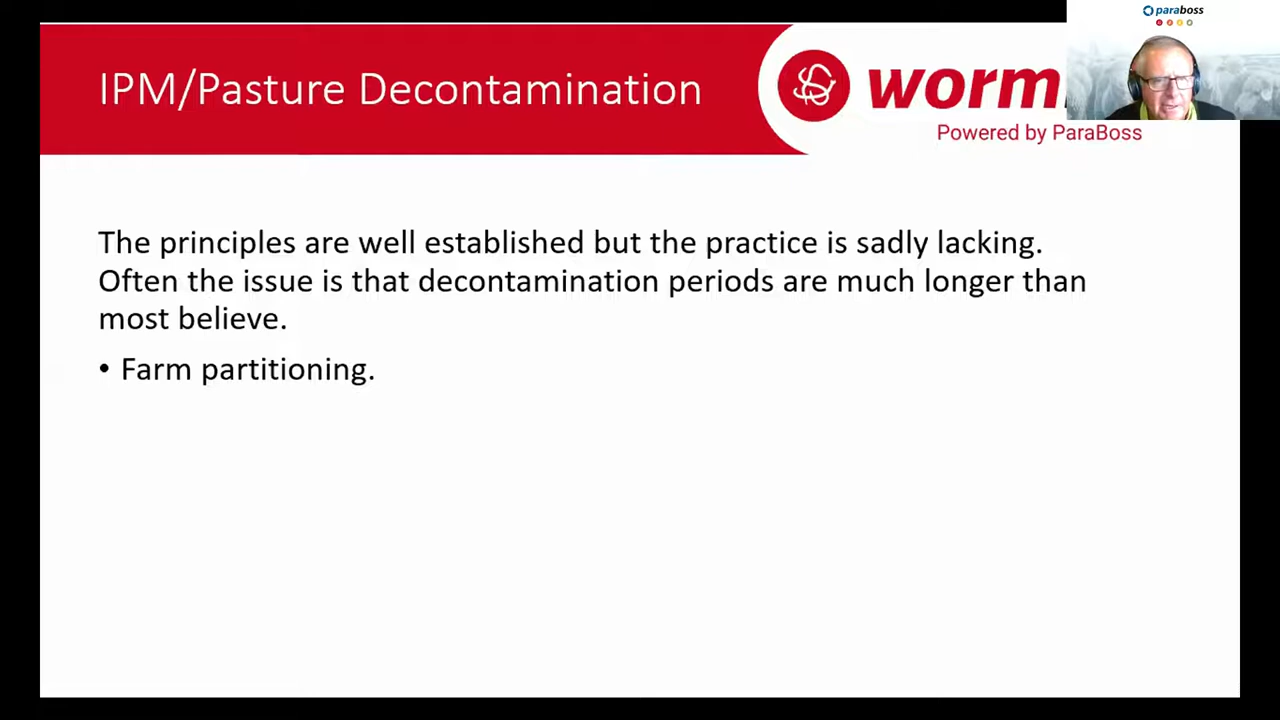 paraboss
IPM/Pasture Decontamination
worm
Powered by ParaBoss
The principles are well established but the practice is sadly lacking.
Often the issue is that decontamination periods are much longer than
most believe.
• Farm partitioning.